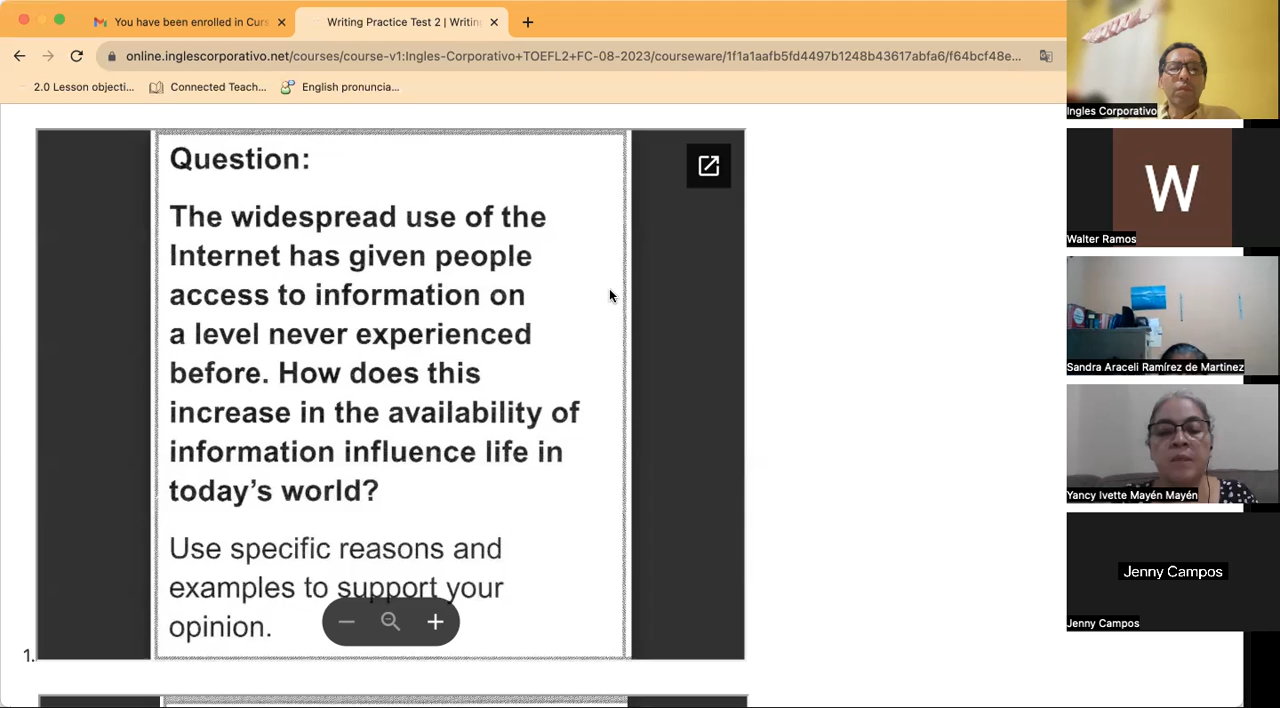 You have been enrolled in Curs
Writing Practice Test 2 | Writin
online.inglescorporativo.net/courses/course-v1:Ingles-Corporativo+TOEFL2+FC-08-2023/courseware/1f1a1aafb5fd4497b1248b43617abfa6/f64bcf48e...
2.0 Lesson objecti...
Connected Teach...
English pronuncia...
Question:
The widespread use of the
Internet has given people
access to information on
a level never experienced
before. How does this
increase in the availability of
information influence life in
today's world?
Use specific reasons and
examples to support your
opinion.
1.
Ingles Corporativo
W
Walter Ramos
Sandra Araceli Ramírez de Martinez
Yancy Ivette Mayén Mayén
Jenny Campos
Jenny Campos